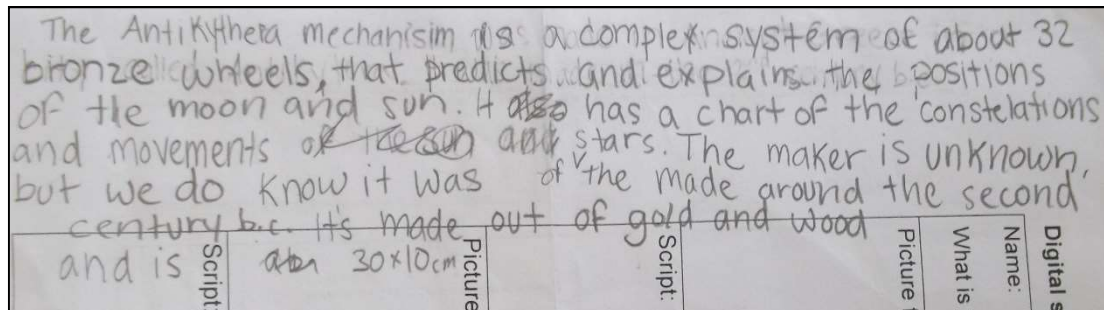 The Antikythera mechanisim is a complex system of about 32
bronze wheels, that predicts and explains the positions
of the moon and sun. It also has a chart of the constelations
and movements of the sun and stars. The maker is unknown,
but we do know it was of the made around the second
century b.c. It's made out of gold and wood
and is 30x10cm
Script:
Picture
Script:
Picture
What is
Name:
Digital s